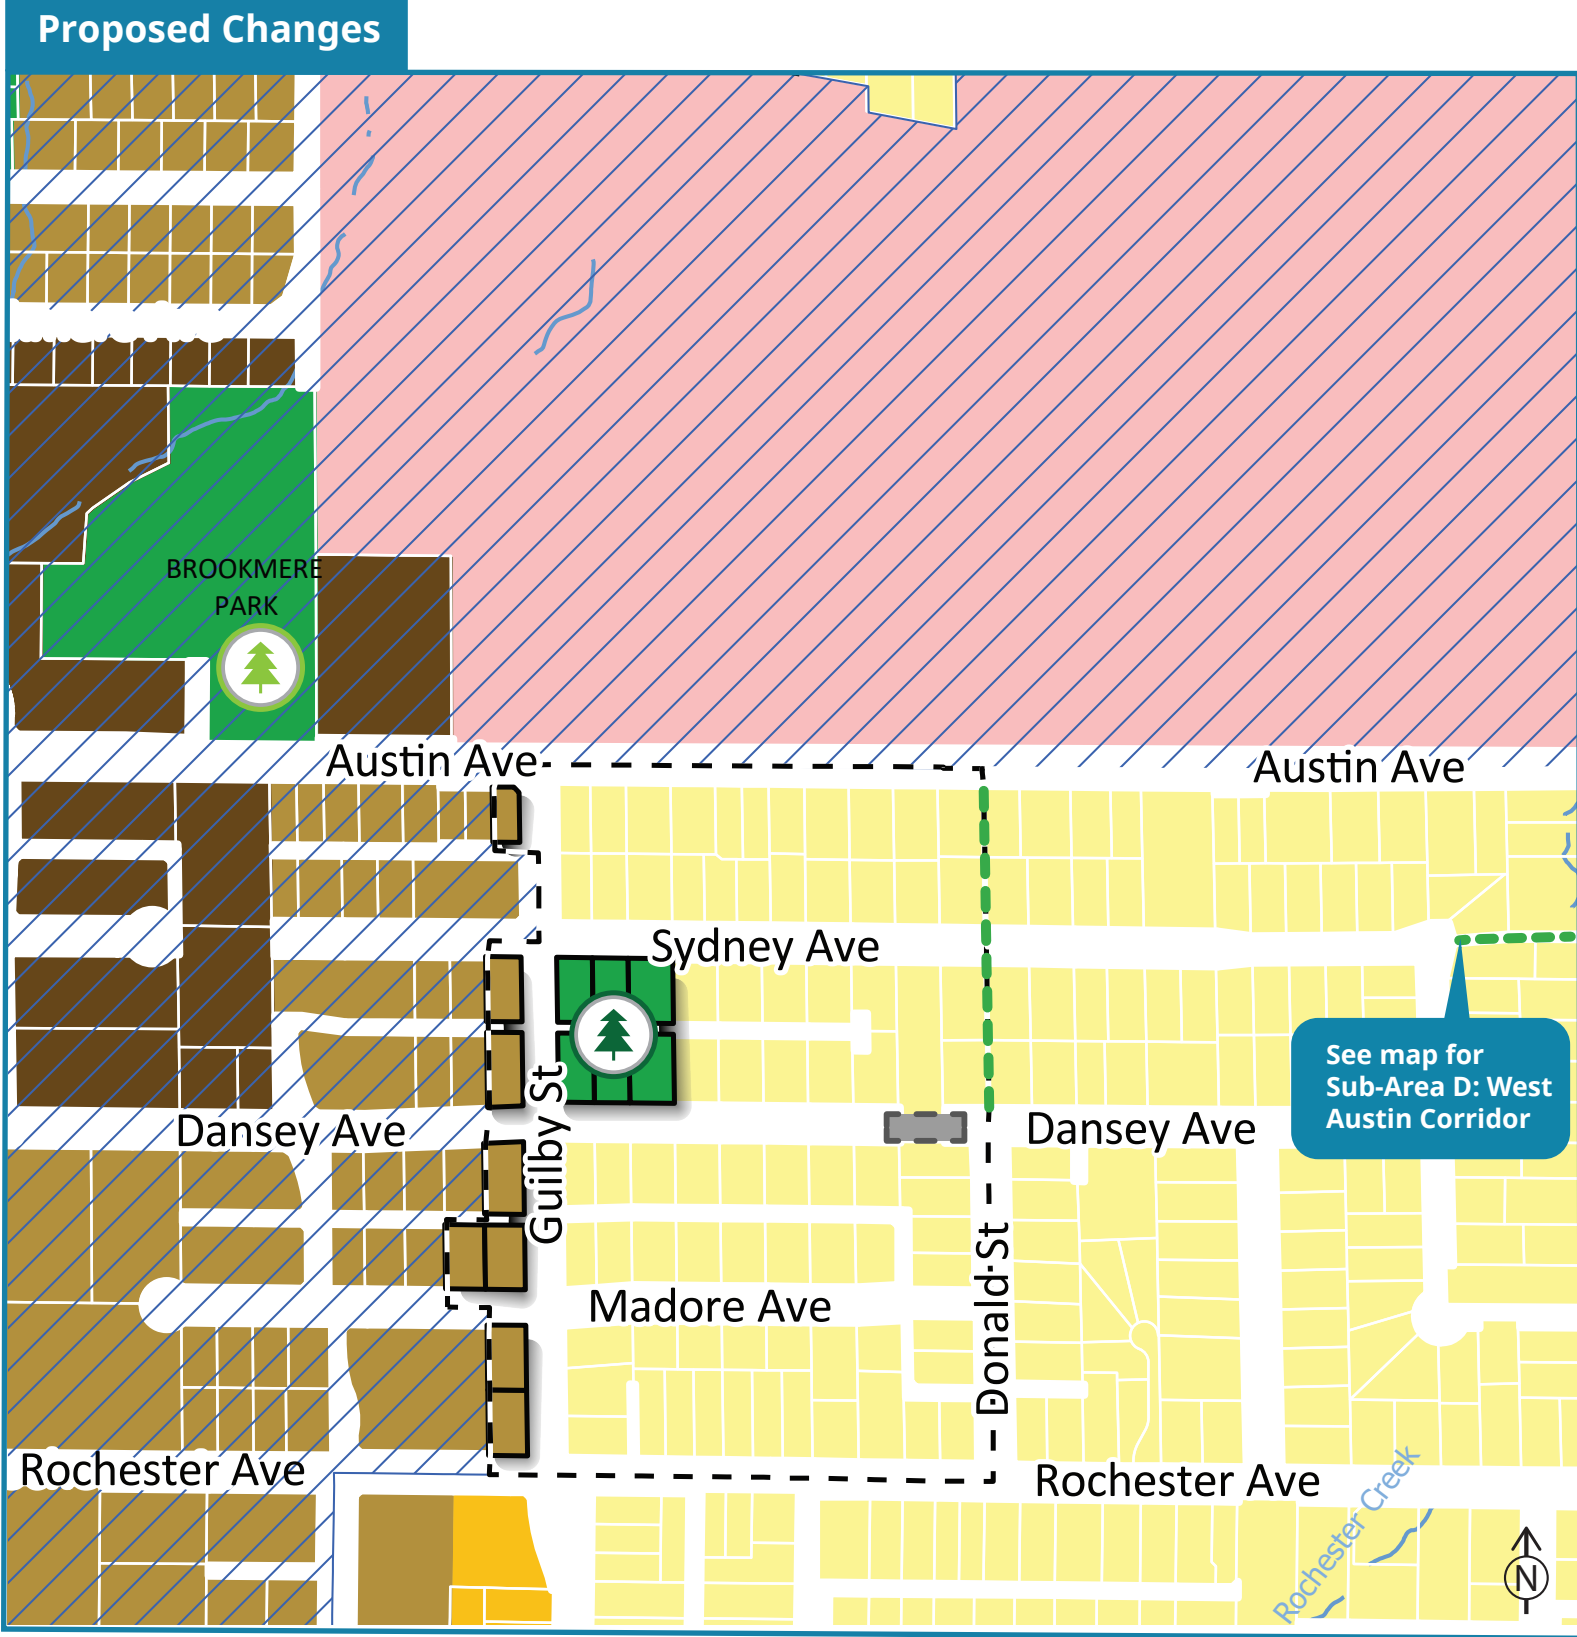 Proposed Changes
BROOKMERE
PARK
Austin Ave
Austin Ave
Sydney Ave
See map for
Sub-Area D: West
Austin Corridor
Guilby St
Dansey Ave
Dansey Ave
Donald St
Madore Ave
Rochester Ave
Rochester Ave
Rochester Creek
N